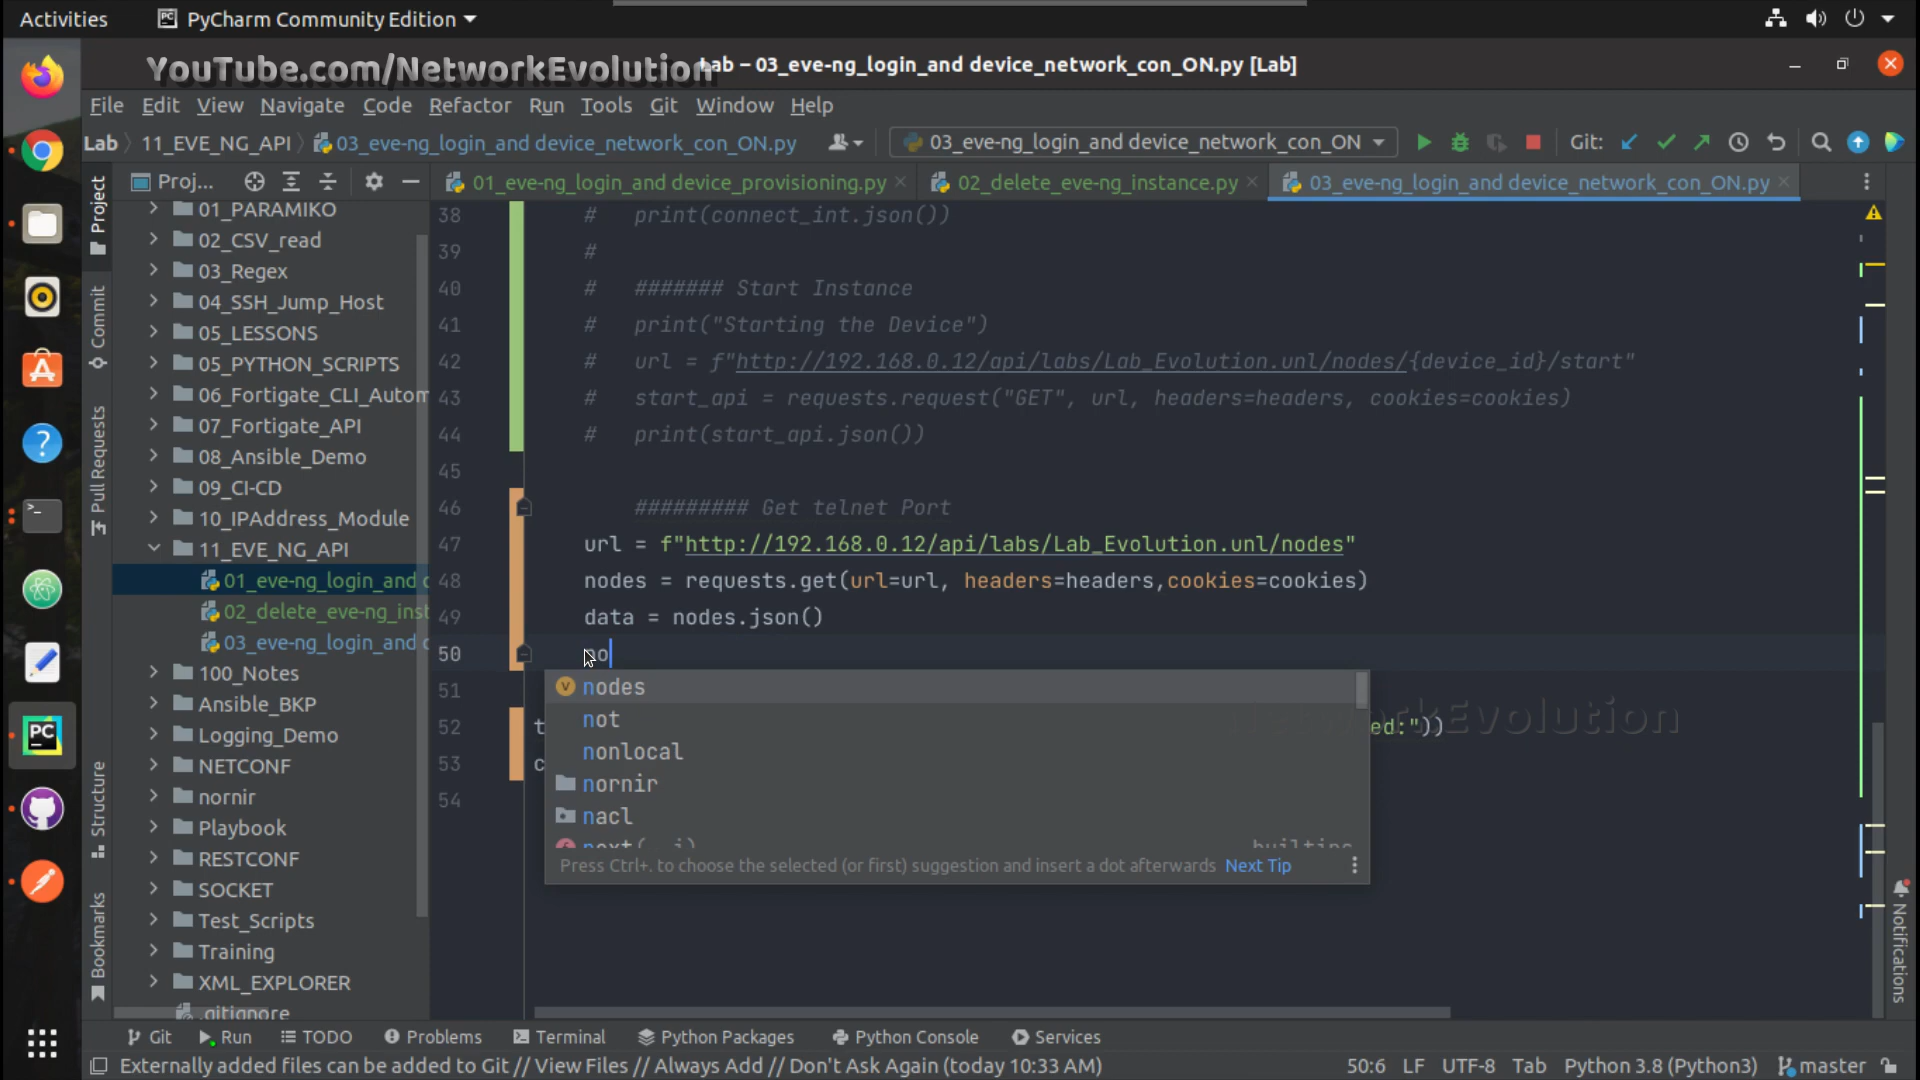 Activities
PyCharm Community Edition
YouTube.com/NetworkEvolution
Lab – 03_eve-ng_login_and device_network_con_ON.py [Lab]
File Edit View Navigate Code Refactor Run Tools Git Window Help
Lab 11_EVE_NG_API 03_eve-ng_login_and device_network_con_ON.py
03_eve-ng_login_and device_network_con_ON
Git:
Proj...
01_eve-ng_login_and device_provisioning.py
02_delete_eve-ng_instance.py
03_eve-ng_login_and device_network_con_ON.py
Project
Commit
Pull Requests
Structure
Bookmarks
01_PARAMIKO
02_CSV_read
03_Regex
04_SSH_Jump_Host
05_LESSONS
05_PYTHON_SCRIPTS
06_Fortigate_CLI_Autom
07_Fortigate_API
08_Ansible_Demo
09_CI-CD
10_IPAddress_Module
11_EVE_NG_API
01_eve-ng_login_and
02_delete_eve-ng_inst
03_eve-ng_login_and
100_Notes
Ansible_BKP
Logging_Demo
NETCONF
nornir
Playbook
RESTCONF
SOCKET
Test_Scripts
Training
XML_EXPLORER
.gitignore
38 # print(connect_int.json())
39 #
40 # ####### Start Instance
41 # print("Starting the Device")
42 # url = f"http://192.168.0.12/api/labs/Lab_Evolution.unl/nodes/{device_id}/start"
43 # start_api = requests.request("GET", url, headers=headers, cookies=cookies)
44 # print(start_api.json())
45
46 ######### Get telnet Port
47 url = f"http://192.168.0.12/api/labs/Lab_Evolution.unl/nodes"
48 nodes = requests.get(url=url, headers=headers,cookies=cookies)
49 data = nodes.json()
50 no
51
52 t ed:"))
53 c
54
nodes
not
nonlocal
nornir
nacl
Press Ctrl+. to choose the selected (or first) suggestion and insert a dot afterwards Next Tip
NetworkEvolution
Notifications
Git Run TODO Problems Terminal Python Packages Python Console Services
Externally added files can be added to Git // View Files // Always Add // Don't Ask Again (today 10:33 AM)
50:6 LF UTF-8 Tab Python 3.8 (Python3) master